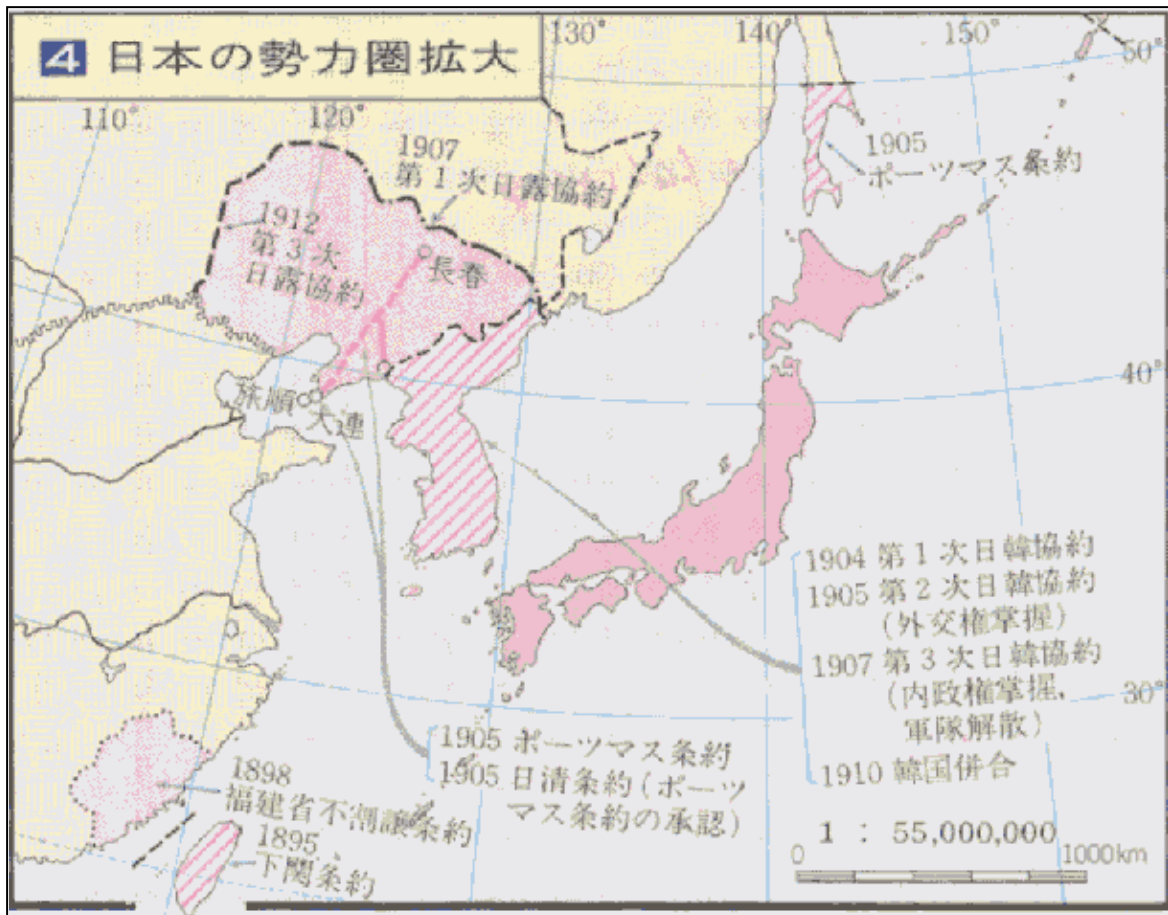 4 日本の勢力圏拡大
110°
120°
130°
140°
150°
50°
40°
30°
1907
第1次日露協約
1912
第3次
日露協約
長春
旅順
大連
1905
ポーツマス条約
1904 第1次日韓協約
1905 第2次日韓協約
(外交権掌握)
1907 第3次日韓協約
(内政権掌握,
軍隊解散)
1910 韓国併合
1905 ポーツマス条約
1905 日清条約(ポーツ
マス条約の承認)
1898
福建省不割譲条約
1895
下関条約
1 : 55,000,000
0 1000km